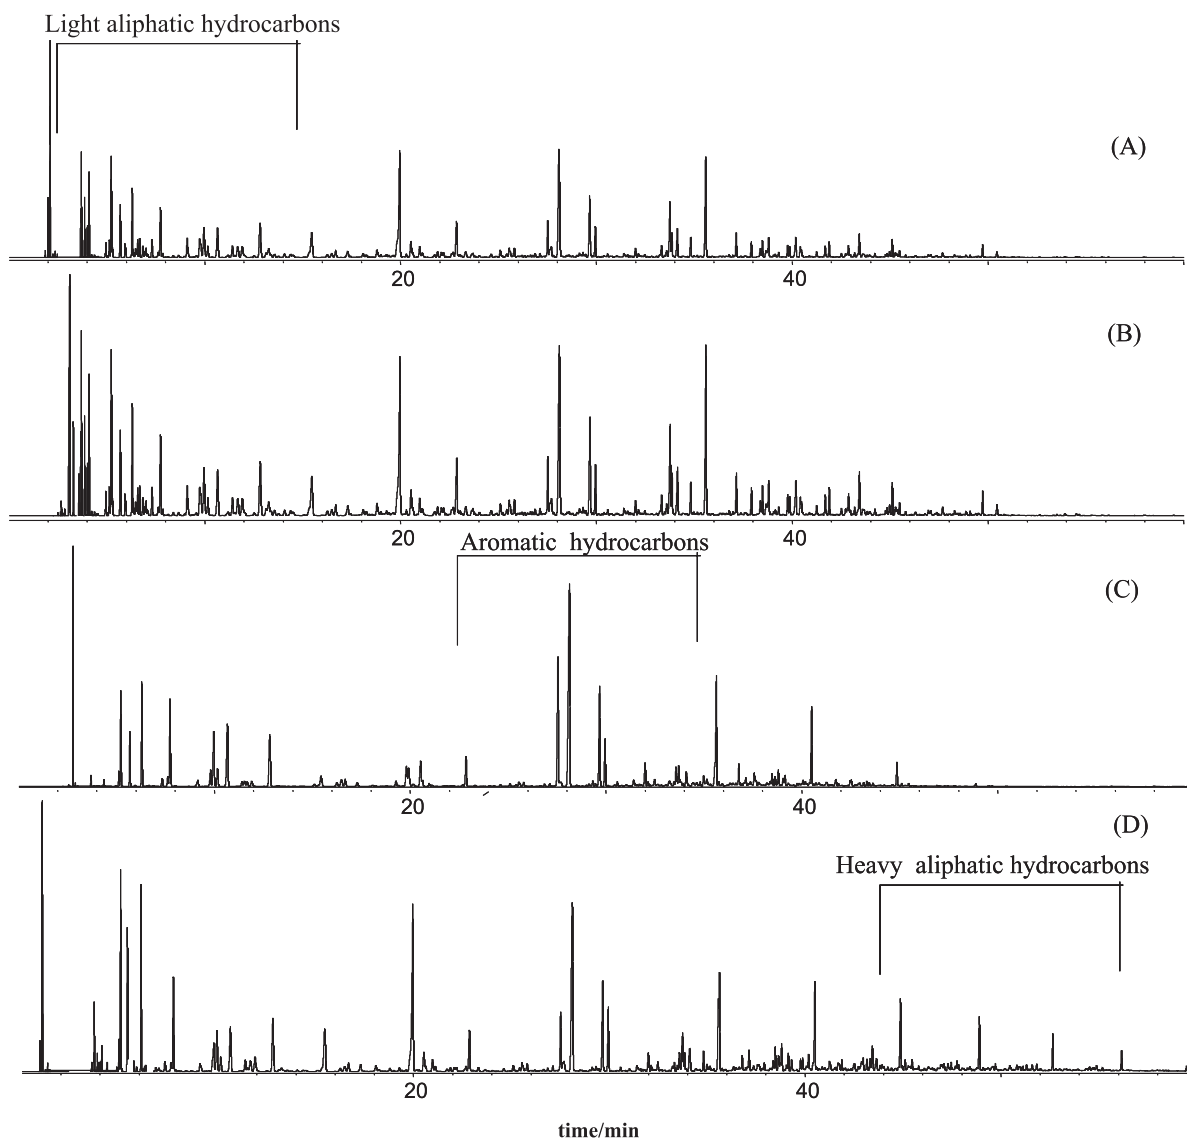 Light aliphatic hydrocarbons
(A)
20 40
(B)
20 40
Aromatic hydrocarbons
(C)
20 40
(D)
Heavy aliphatic hydrocarbons
20 40
time/min